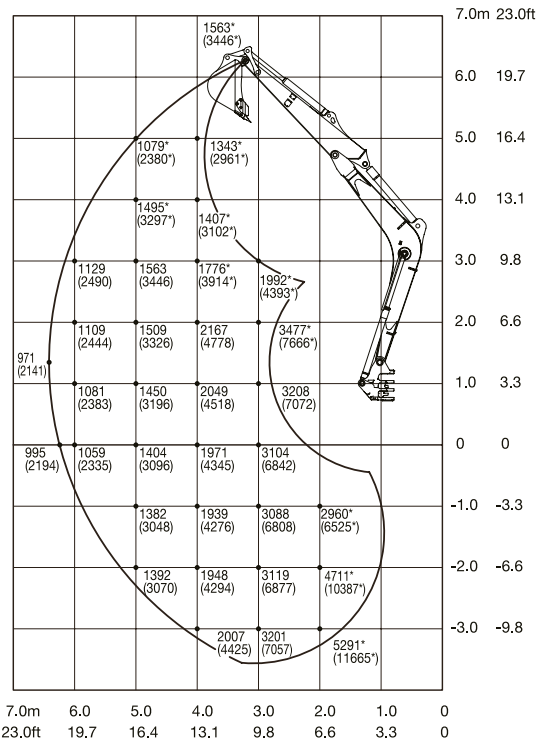 7.0m 23.0ft
1563*
(3446*)
6.0 19.7
5.0 16.4
1079* 1343*
(2380*) (2961*)
4.0 13.1
1495* 1407*
(3297*) (3102*)
3.0 9.8
1129 1563 1776* 1992*
(2490) (3446) (3914*) (4393*)
2.0 6.6
1109 1509 2167 3477*
(2444) (3326) (4778) (7666*)
971
(2141)
1.0 3.3
1081 1450 2049 3208
(2383) (3196) (4518) (7072)
0 0
995 1059 1404 1971 3104
(2194) (2335) (3096) (4345) (6842)
-1.0 -3.3
1382 1939 3088 2960*
(3048) (4276) (6808) (6525*)
-2.0 -6.6
1392 1948 3119 4711*
(3070) (4294) (6877) (10387*)
-3.0 -9.8
2007 3201 5291*
(4425) (7057) (11665*)
7.0m 6.0 5.0 4.0 3.0 2.0 1.0 0
23.0ft 19.7 16.4 13.1 9.8 6.6 3.3 0